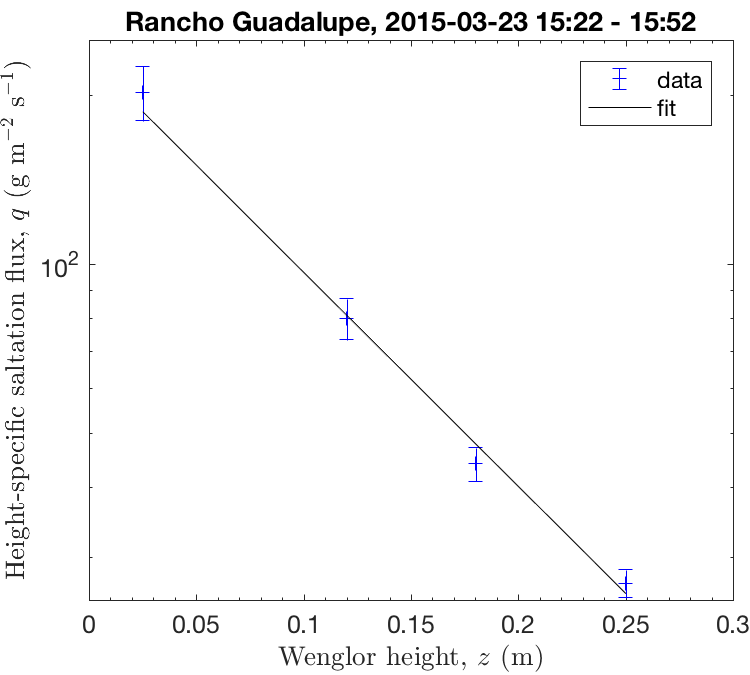 Rancho Guadalupe, 2015-03-23 15:22 - 15:52
data
fit
Height-specific saltation flux, q (g m⁻² s⁻¹)
10²
0 0.05 0.1 0.15 0.2 0.25 0.3
Wenglor height, z (m)